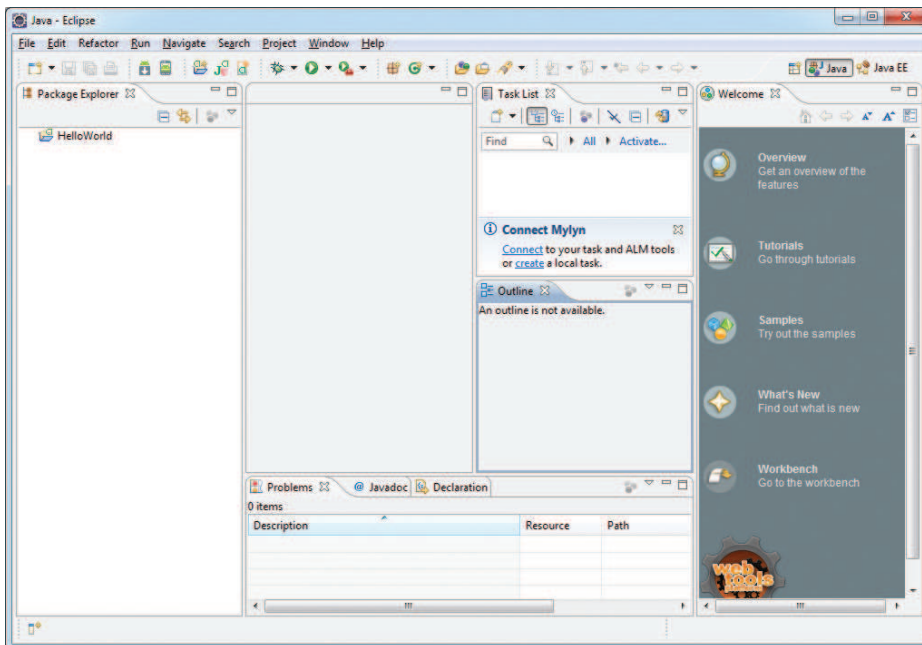 Java - Eclipse
File Edit Refactor Run Navigate Search Project Window Help
Java Java EE
Package Explorer
HelloWorld
Task List
Find All Activate...
Connect Mylyn
Connect to your task and ALM tools
or create a local task.
Outline
An outline is not available.
Welcome
Overview
Get an overview of the
features
Tutorials
Go through tutorials
Samples
Try out the samples
What's New
Find out what is new
Workbench
Go to the workbench
web
tools
Problems @ Javadoc Declaration
0 items
Description Resource Path